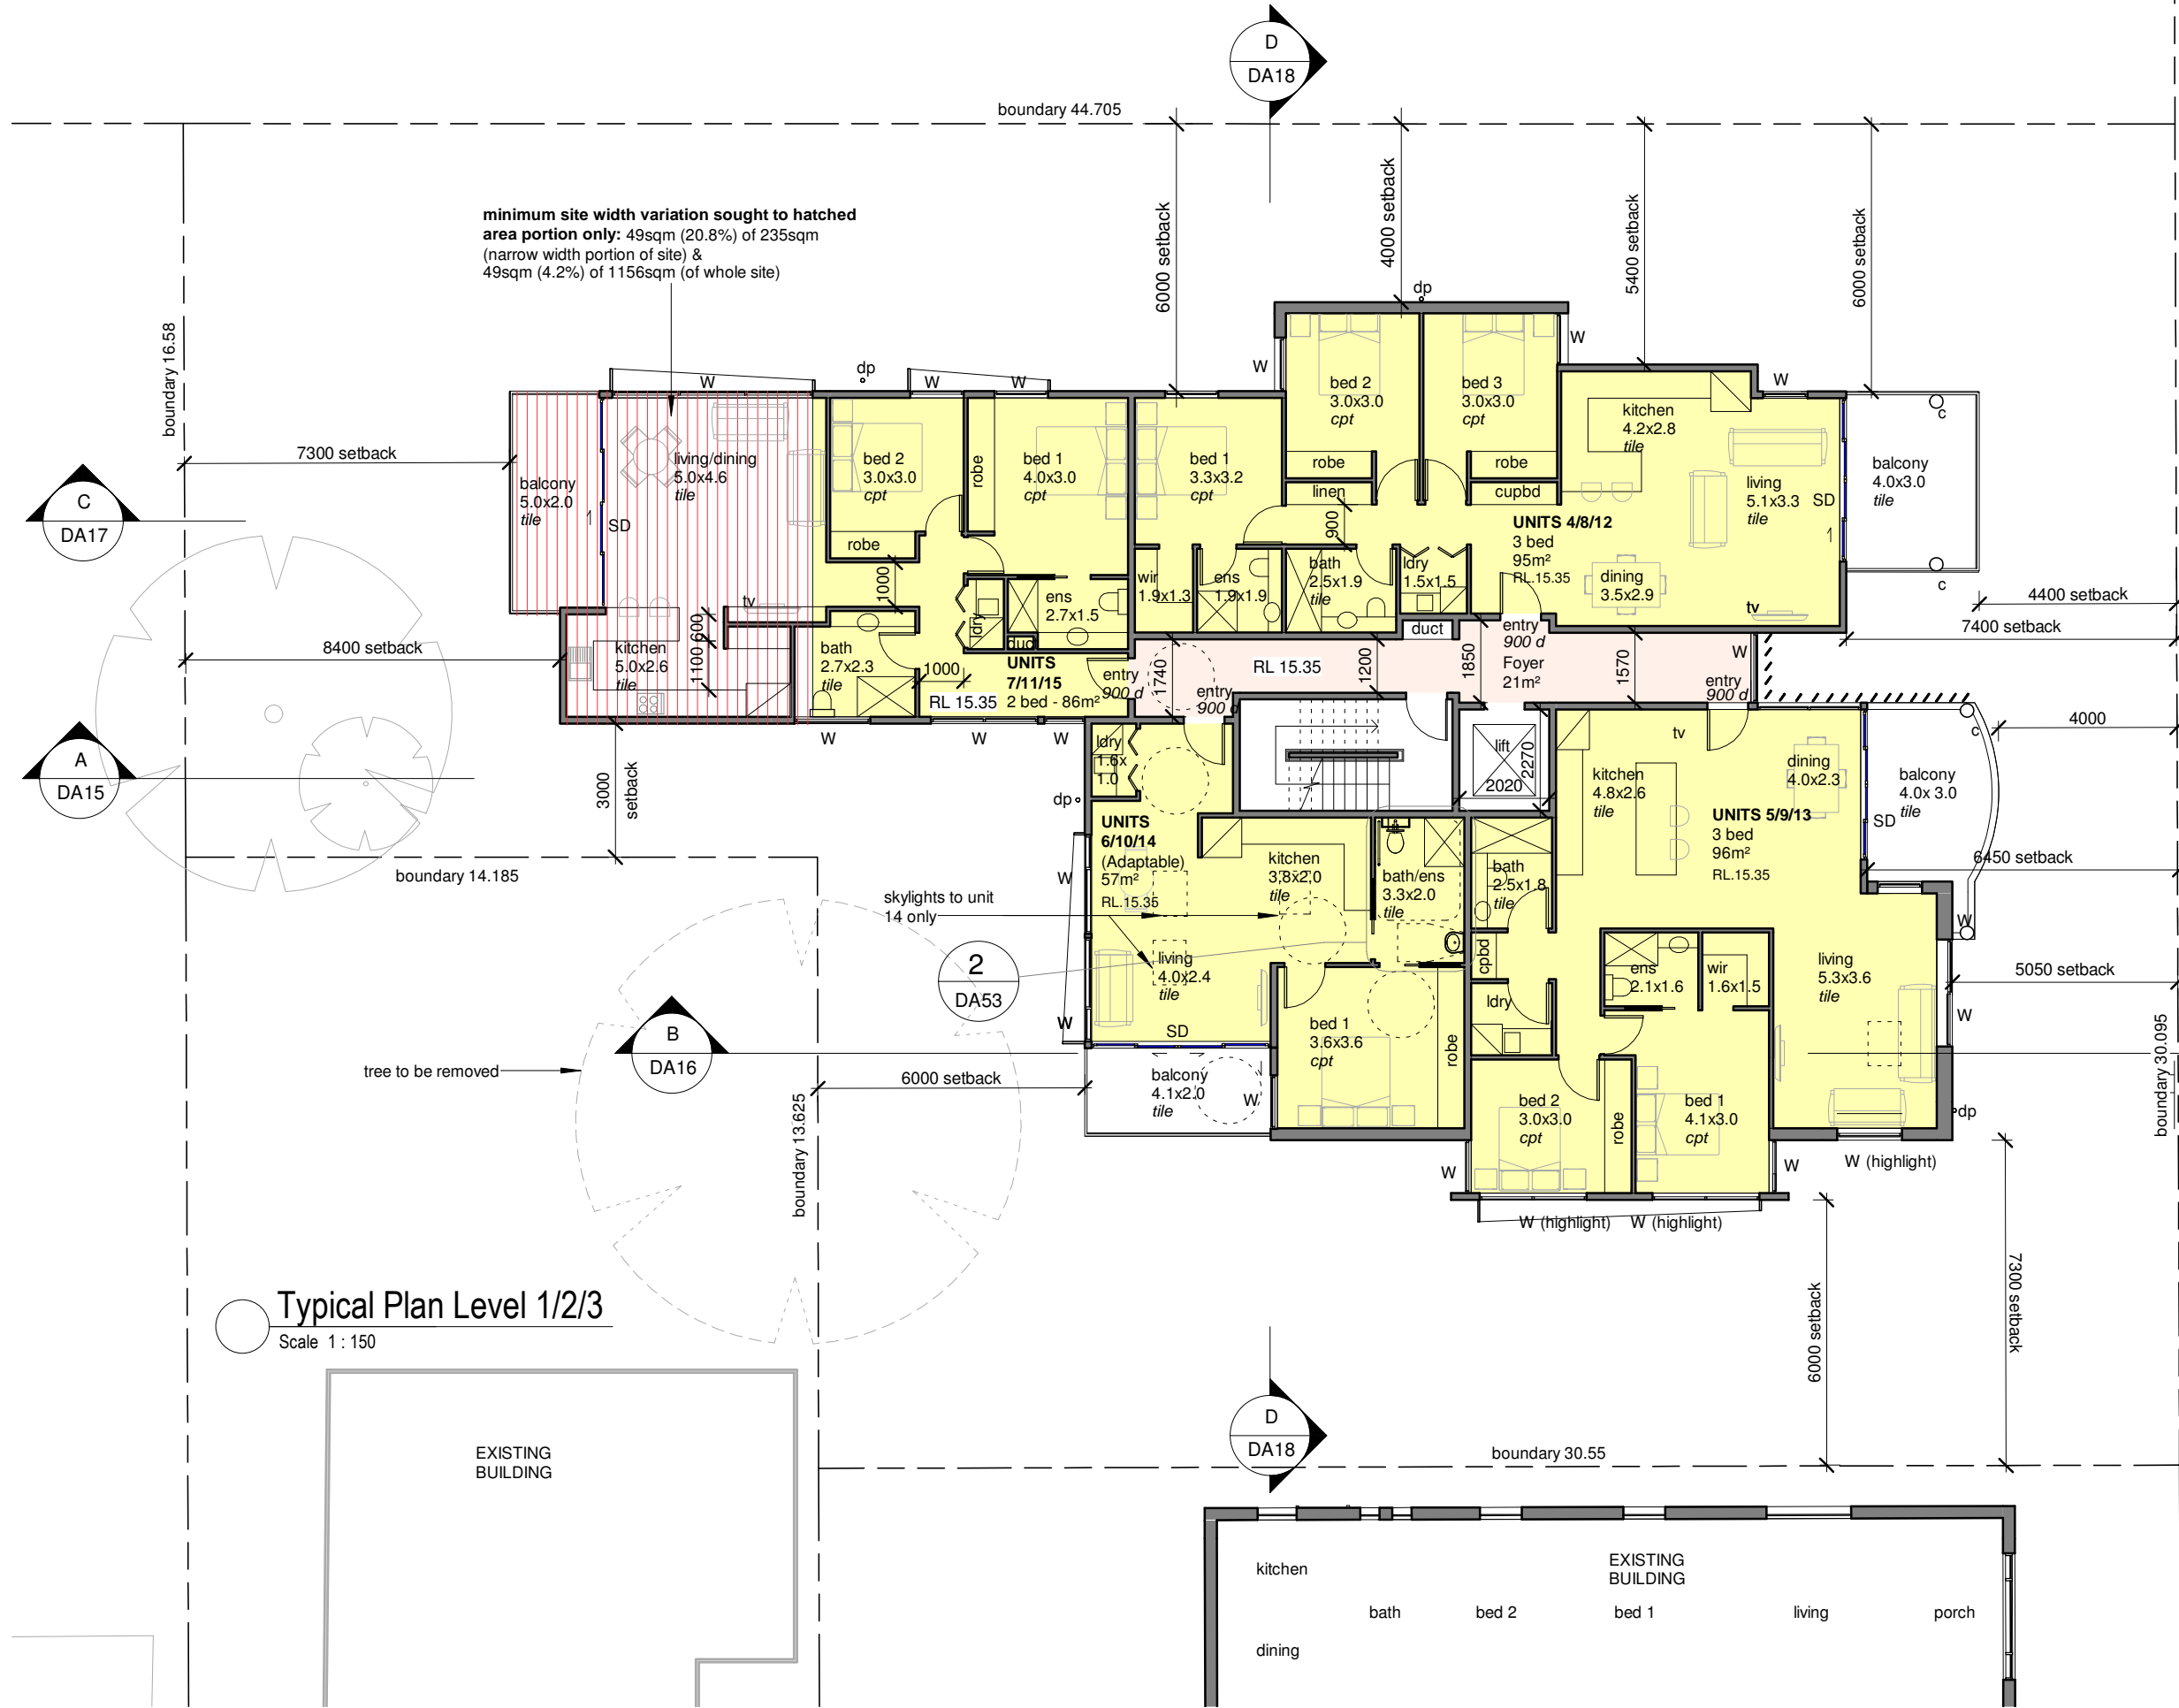 D
DA18
boundary 44.705
minimum site width variation sought to hatched
area portion only: 49sqm (20.8%) of 235sqm
(narrow width portion of site) &
49sqm (4.2%) of 1156sqm (of whole site)
6000 setback
4000 setback
5400 setback
6000 setback
boundary 16.58
dp
dp
W
W
W
W
W
W
7300 setback
C
DA17
balcony
5.0x2.0
tile
SD
living/dining
5.0x4.6
tile
bed 2
3.0x3.0
cpt
robe
robe
bed 1
4.0x3.0
cpt
bed 1
3.3x3.2
cpt
bed 2
3.0x3.0
cpt
robe
linen
900
bed 3
3.0x3.0
cpt
robe
cupbd
kitchen
4.2x2.8
tile
living
5.1x3.3
tile
SD
balcony
4.0x3.0
tile
c
c
UNITS 4/8/12
3 bed
95m²
RL.15.35
dining
3.5x2.9
tv
wir
1.9x1.3
ens
1.9x1.9
bath
2.5x1.9
tile
ldry
1.5x1.5
1000
ldry
ens
2.7x1.5
duct
tv
600
1100
8400 setback
kitchen
5.0x2.6
tile
bath
2.7x2.3
tile
1000
UNITS
7/11/15
2 bed - 86m²
RL 15.35
entry
900 d
1740
entry
900 d
RL 15.35
1200
duct
1850
entry
900 d
Foyer
21m²
1570
W
entry
900 d
4400 setback
7400 setback
4000
A
DA15
3000
setback
W
W
W
boundary 14.185
ldry
1.6x
1.0
dp
UNITS
6/10/14
(Adaptable)
57m²
RL.15.35
W
kitchen
3.8x2.0
tile
bath/ens
3.3x2.0
tile
lift
2270
2020
bath
2.5x1.8
tile
cpbd
ldry
kitchen
4.8x2.6
tile
tv
dining
4.0x2.3
UNITS 5/9/13
3 bed
96m²
RL.15.35
SD
balcony
4.0x 3.0
tile
c
6450 setback
W
skylights to unit
14 only
2
DA53
living
4.0x2.4
tile
SD
W
bed 1
3.6x3.6
cpt
robe
ens
2.1x1.6
wir
1.6x1.5
living
5.3x3.6
tile
5050 setback
W
B
DA16
tree to be removed
6000 setback
balcony
4.1x2.0
tile
W
bed 2
3.0x3.0
cpt
robe
bed 1
4.1x3.0
cpt
dp
boundary 30.095
boundary 13.625
W
W
W (highlight)
W (highlight)
W (highlight)
6000 setback
7300 setback
Typical Plan Level 1/2/3
Scale 1 : 150
D
DA18
boundary 30.55
EXISTING
BUILDING
kitchen
EXISTING
BUILDING
bath
bed 2
bed 1
living
porch
dining